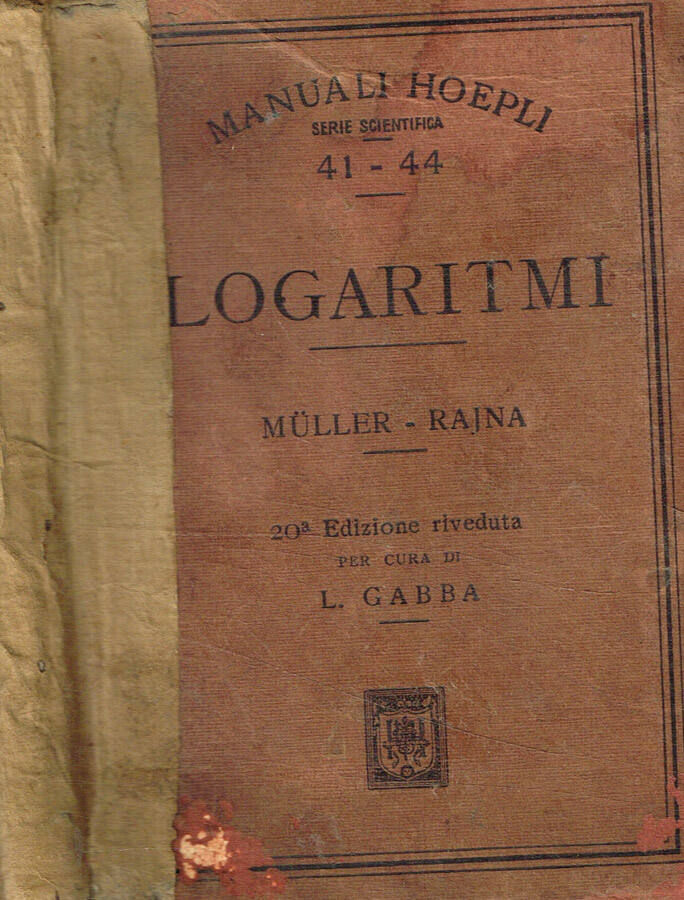 MANUALI HOEPLI
SERIE SCIENTIFICA
41 - 44
LOGARITMI
MÜLLER - RAJNA
20ª Edizione riveduta
PER CURA DI
L. GABBA